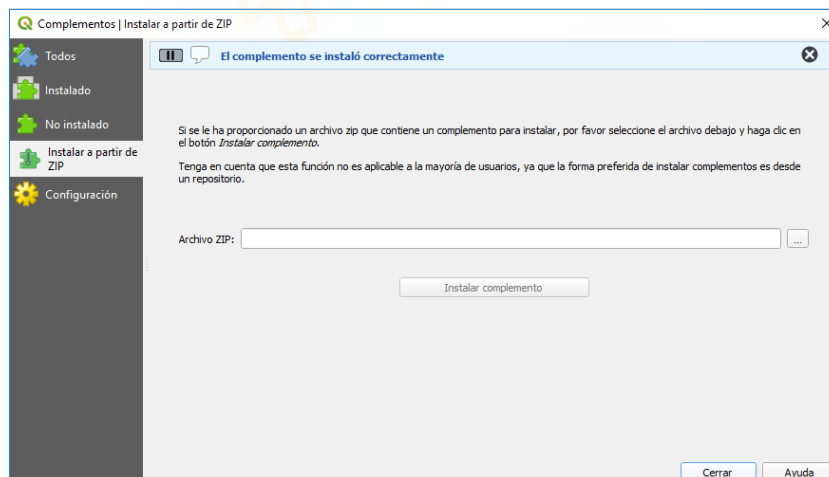 Complementos | Instalar a partir de ZIP
Todos
Instalado
No instalado
Instalar a partir de
ZIP
Configuración
El complemento se instaló correctamente
Si se le ha proporcionado un archivo zip que contiene un complemento para instalar, por favor seleccione el archivo debajo y haga clic en
el botón Instalar complemento.
Tenga en cuenta que esta función no es aplicable a la mayoría de usuarios, ya que la forma preferida de instalar complementos es desde
un repositorio.
Archivo ZIP:
...
Instalar complemento
Cerrar
Ayuda